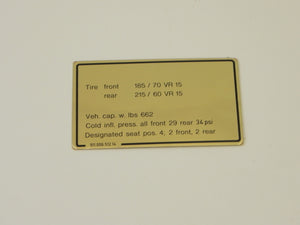 Tire front 185 / 70 VR 15
rear 215 / 60 VR 15
Veh. cap. w. lbs 662
Cold infl. press. all front 29 rear 34 psi
Designated seat pos. 4; 2 front, 2 rear